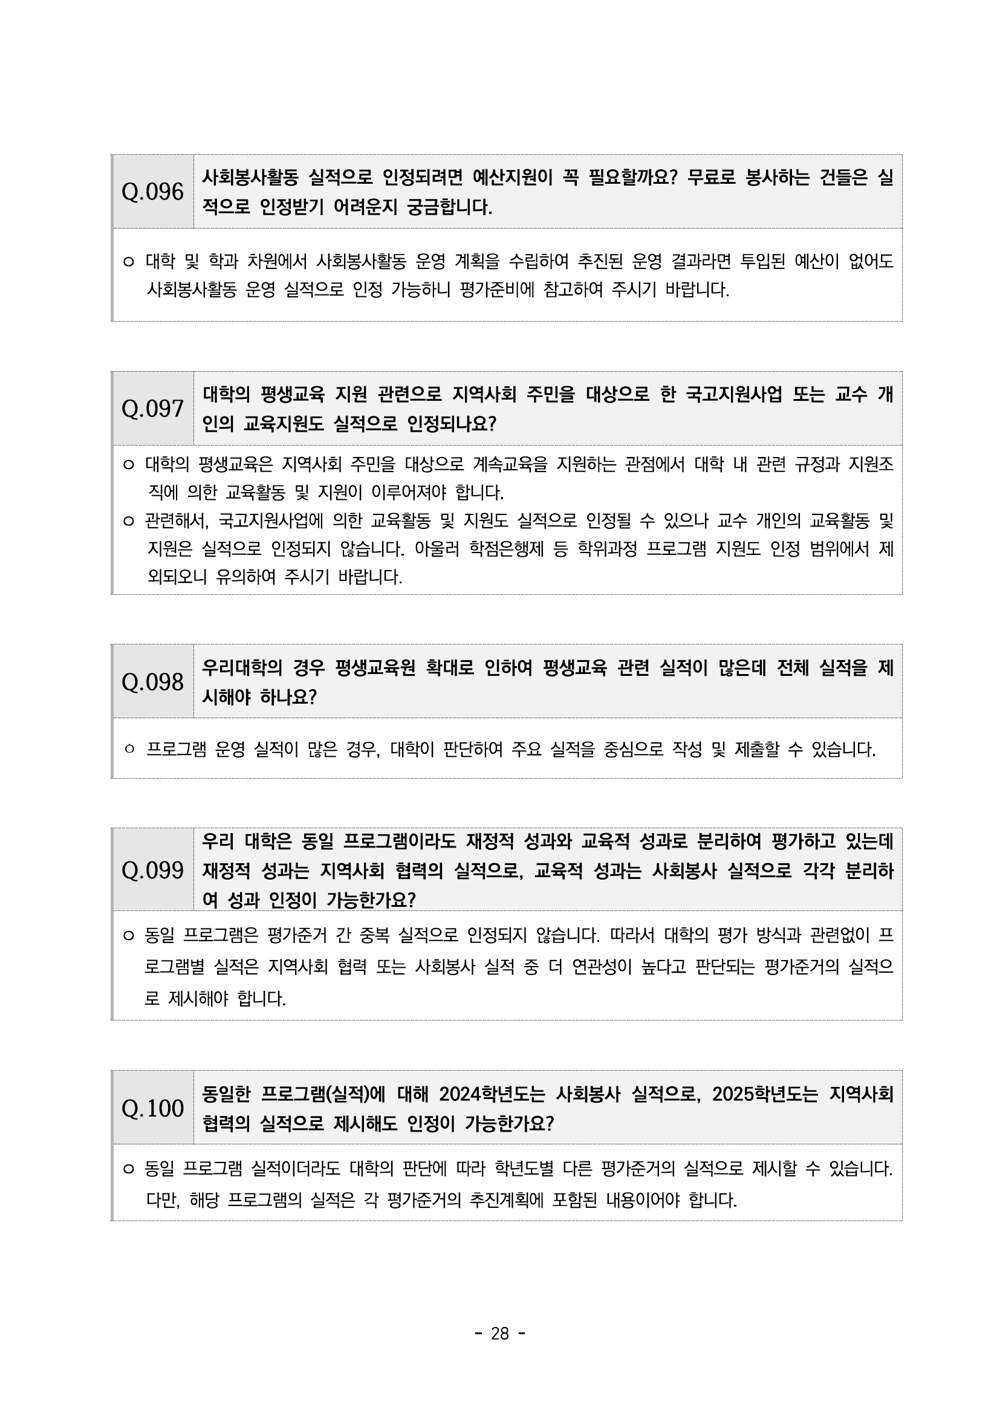 Q.096
사회봉사활동 실적으로 인정되려면 예산지원이 꼭 필요할까요? 무료로 봉사하는 건들은 실
적으로 인정받기 어려운지 궁금합니다.
ㅇ 대학 및 학과 차원에서 사회봉사활동 운영 계획을 수립하여 추진된 운영 결과라면 투입된 예산이 없어도
사회봉사활동 운영 실적으로 인정 가능하니 평가준비에 참고하여 주시기 바랍니다.
Q.097
대학의 평생교육 지원 관련으로 지역사회 주민을 대상으로 한 국고지원사업 또는 교수 개
인의 교육지원도 실적으로 인정되나요?
ㅇ 대학의 평생교육은 지역사회 주민을 대상으로 계속교육을 지원하는 관점에서 대학 내 관련 규정과 지원조
직에 의한 교육활동 및 지원이 이루어져야 합니다.
ㅇ 관련해서, 국고지원사업에 의한 교육활동 및 지원도 실적으로 인정될 수 있으나 교수 개인의 교육활동 및
지원은 실적으로 인정되지 않습니다. 아울러 학점은행제 등 학위과정 프로그램 지원도 인정 범위에서 제
외되오니 유의하여 주시기 바랍니다.
Q.098
우리대학의 경우 평생교육원 확대로 인하여 평생교육 관련 실적이 많은데 전체 실적을 제
시해야 하나요?
ㅇ 프로그램 운영 실적이 많은 경우, 대학이 판단하여 주요 실적을 중심으로 작성 및 제출할 수 있습니다.
Q.099
우리 대학은 동일 프로그램이라도 재정적 성과와 교육적 성과로 분리하여 평가하고 있는데
재정적 성과는 지역사회 협력의 실적으로, 교육적 성과는 사회봉사 실적으로 각각 분리하
여 성과 인정이 가능한가요?
ㅇ 동일 프로그램은 평가준거 간 중복 실적으로 인정되지 않습니다. 따라서 대학의 평가 방식과 관련없이 프
로그램별 실적은 지역사회 협력 또는 사회봉사 실적 중 더 연관성이 높다고 판단되는 평가준거의 실적으
로 제시해야 합니다.
Q.100
동일한 프로그램(실적)에 대해 2024학년도는 사회봉사 실적으로, 2025학년도는 지역사회
협력의 실적으로 제시해도 인정이 가능한가요?
ㅇ 동일 프로그램 실적이더라도 대학의 판단에 따라 학년도별 다른 평가준거의 실적으로 제시할 수 있습니다.
다만, 해당 프로그램의 실적은 각 평가준거의 추진계획에 포함된 내용이어야 합니다.
- 28 -